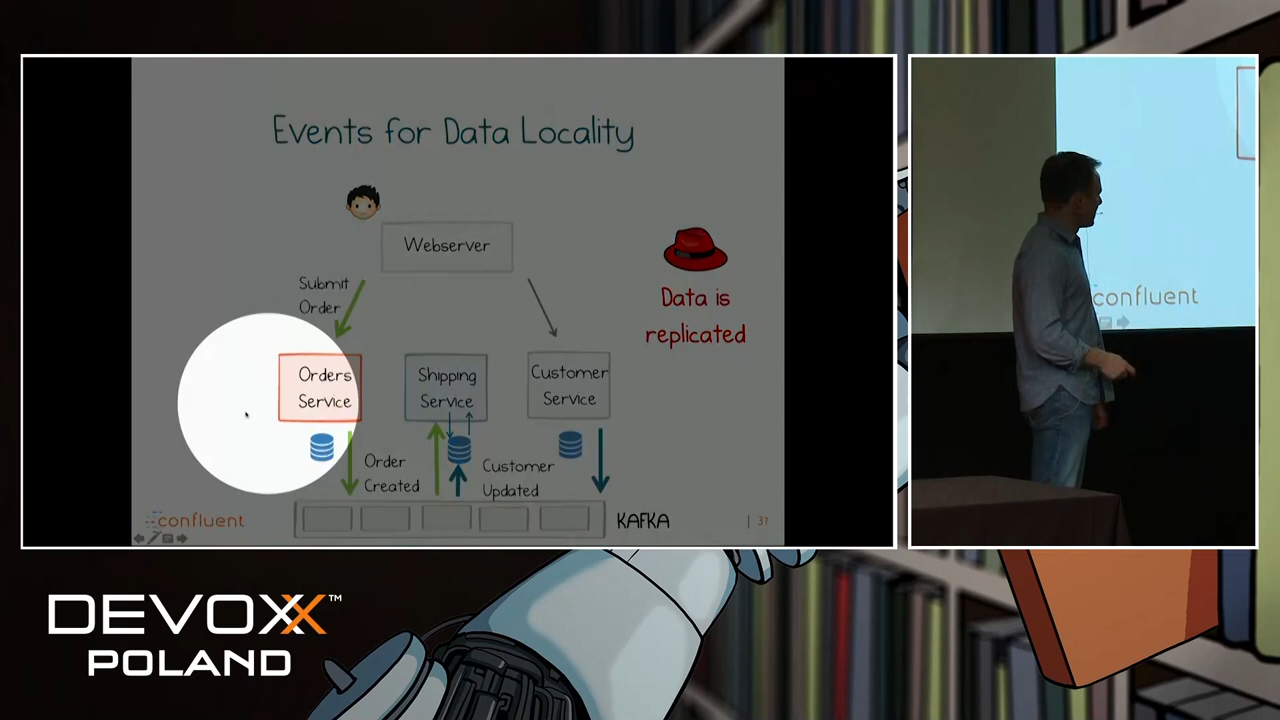 Events for Data Locality
Webserver
Submit
Order
Data is
replicated
Orders
Service
Shipping
Service
Customer
Service
Order
Created
Customer
Updated
confluent
KAFKA
| 31
confluent
DEVOXX™
POLAND